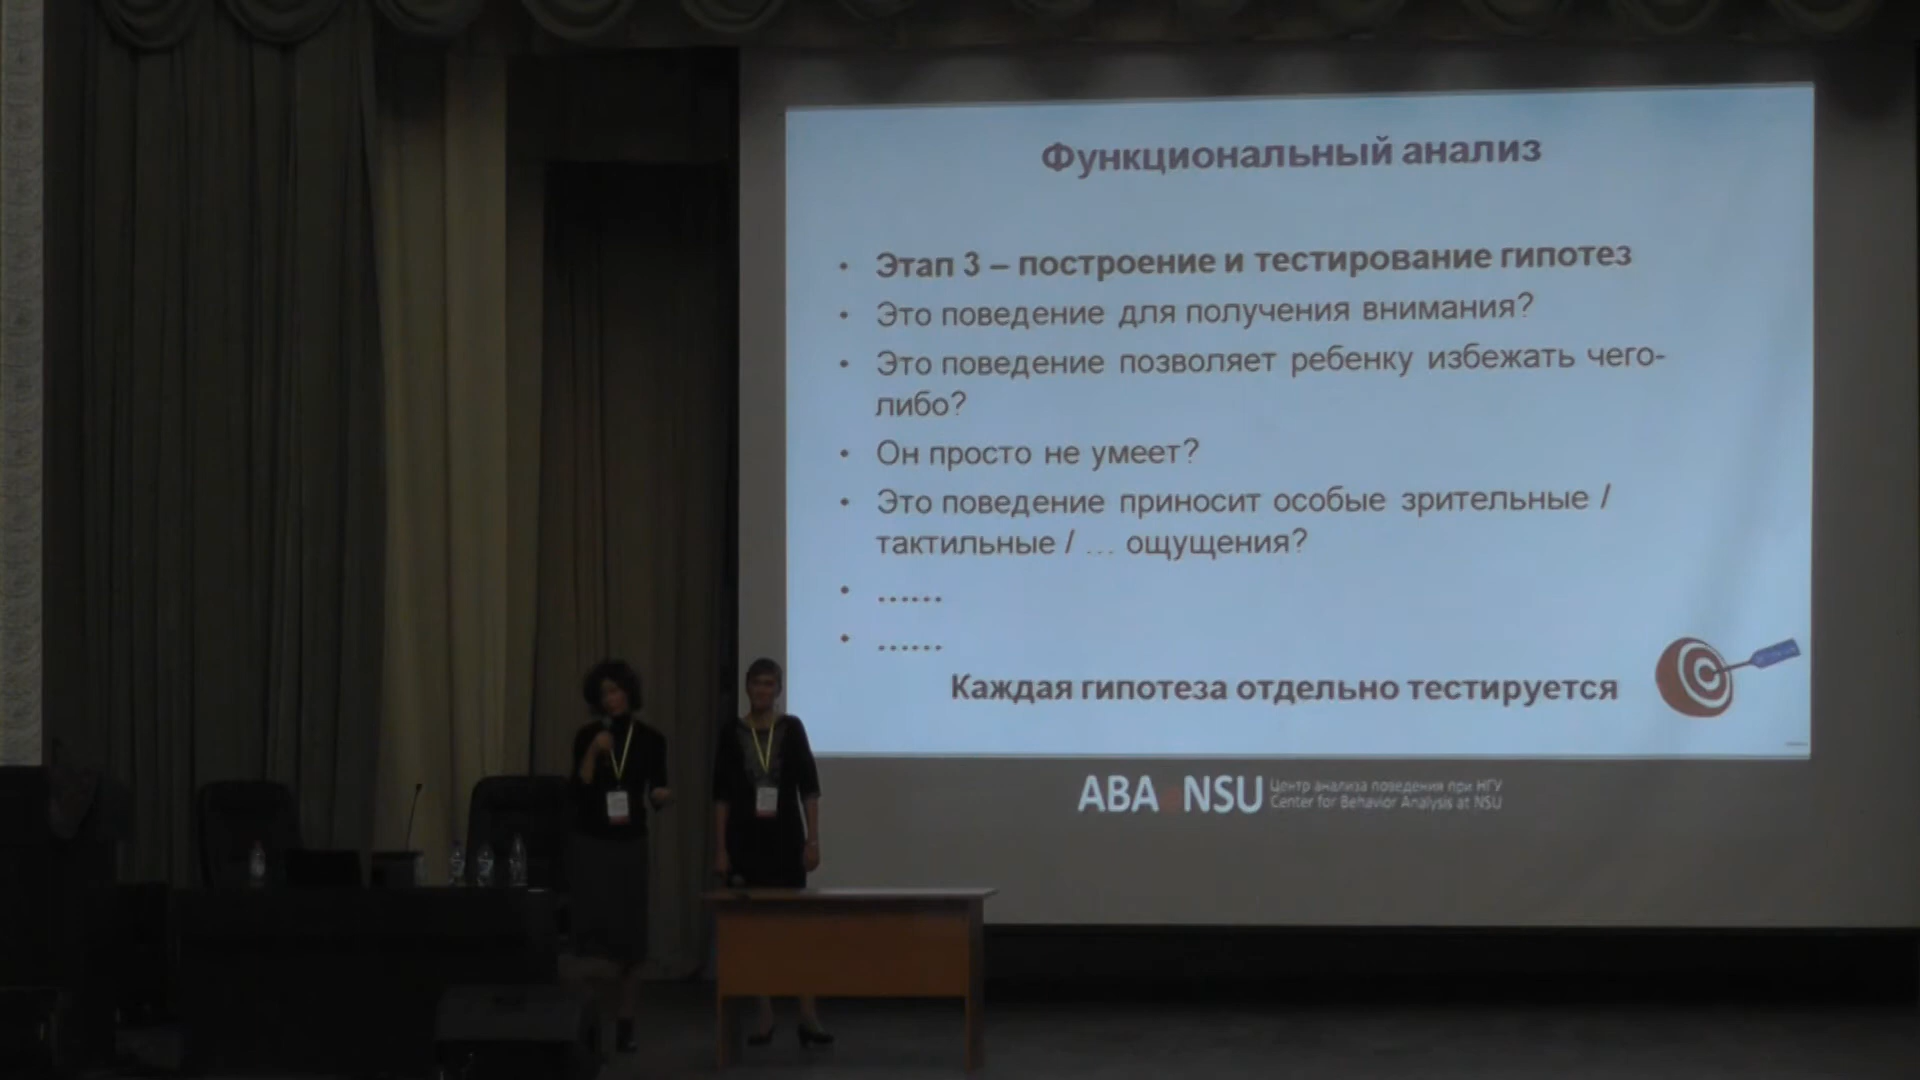 Функциональный анализ
• Этап 3 – построение и тестирование гипотез
• Это поведение для получения внимания?
• Это поведение позволяет ребенку избежать чего-
либо?
• Он просто не умеет?
• Это поведение приносит особые зрительные /
тактильные / … ощущения?
• ......
• ......
Каждая гипотеза отдельно тестируется
ABA NSU
Центр анализа поведения при НГУ
Center for Behavior Analysis at NSU